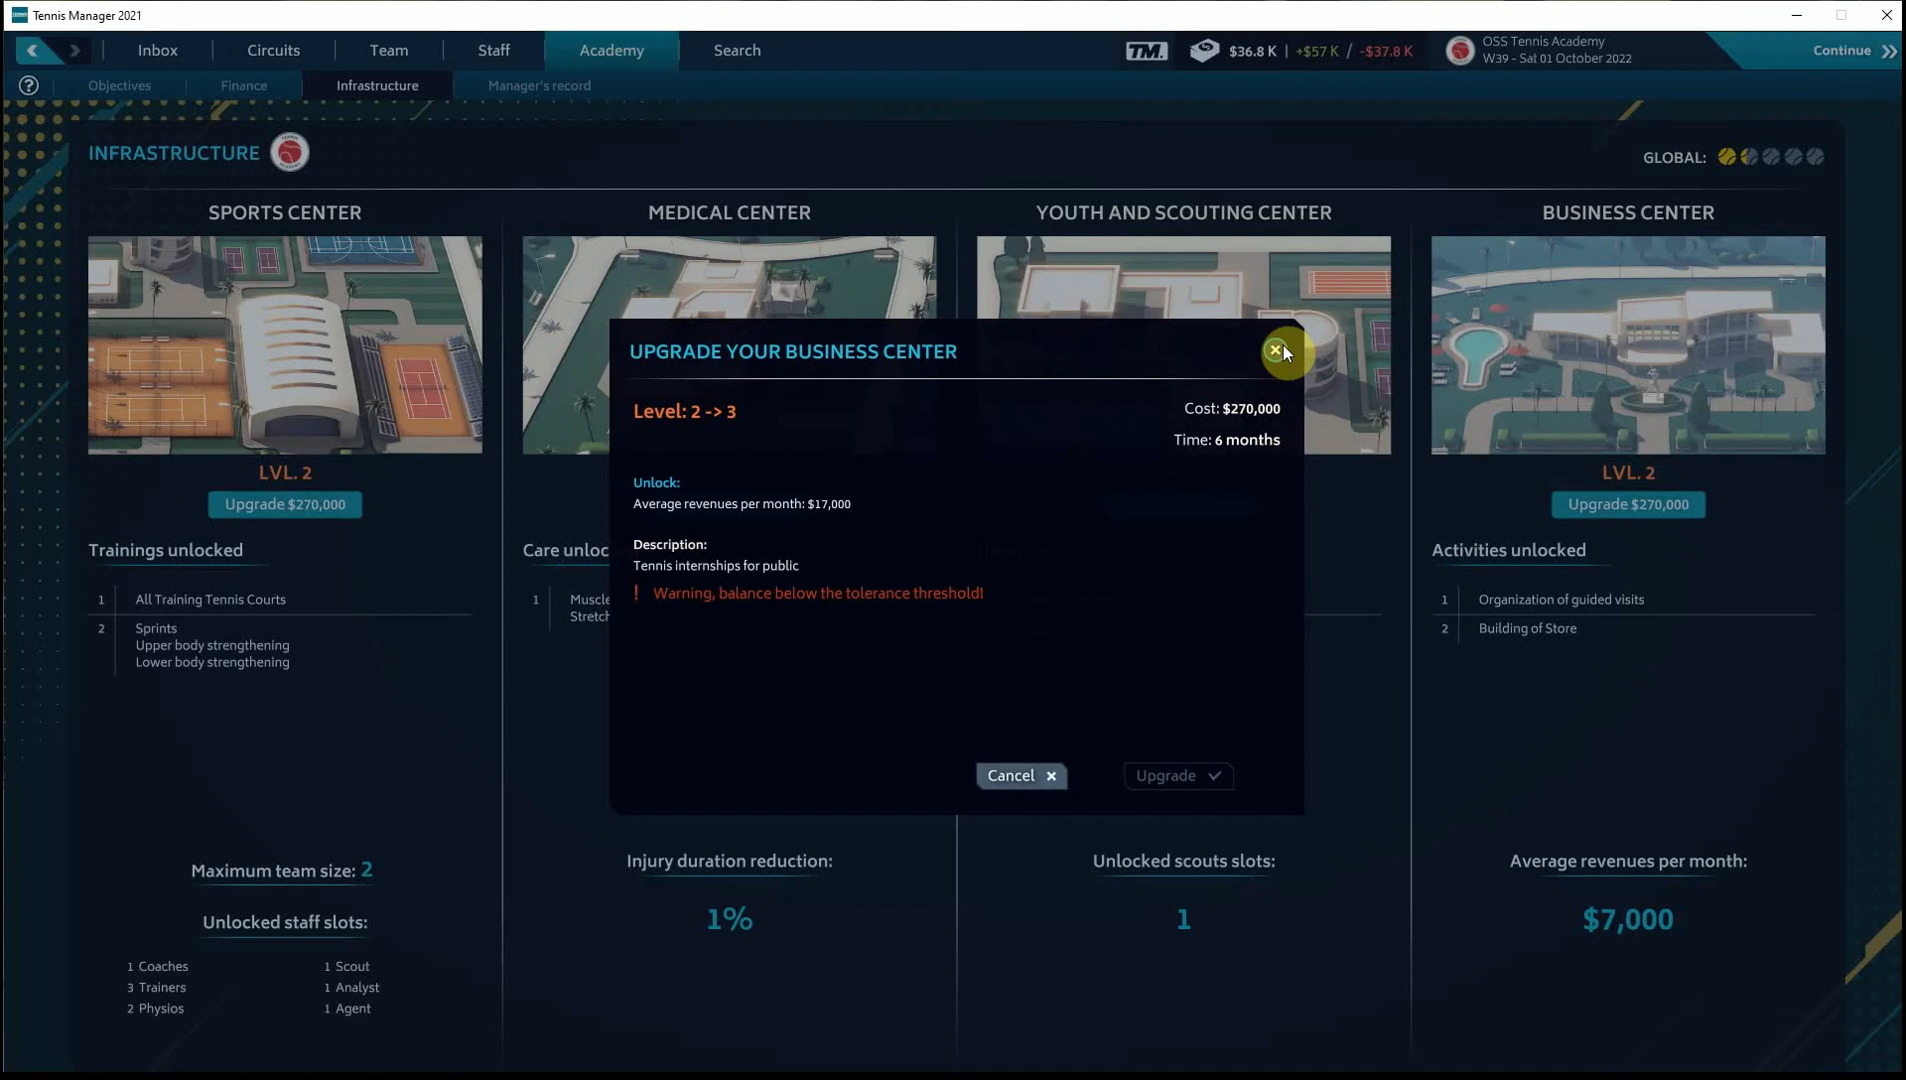 Tennis Manager 2021
Inbox
Circuits
Team
Staff
Academy
Search
TM.
$36.8 K | +$57 K / -$37.8 K
OSS Tennis Academy
W39 - Sat 01 October 2022
Continue
?
Objectives
Finance
Infrastructure
Manager's record
INFRASTRUCTURE
GLOBAL:
SPORTS CENTER
MEDICAL CENTER
YOUTH AND SCOUTING CENTER
BUSINESS CENTER
UPGRADE YOUR BUSINESS CENTER
Level: 2 -> 3
Cost: $270,000
Time: 6 months
Unlock:
Average revenues per month: $17,000
Description:
Tennis internships for public
! Warning, balance below the tolerance threshold!
Cancel
Upgrade
LVL. 2
Upgrade $270,000
Trainings unlocked
1 All Training Tennis Courts
2 Sprints
Upper body strengthening
Lower body strengthening
Maximum team size: 2
Unlocked staff slots:
1 Coaches
1 Scout
3 Trainers
1 Analyst
2 Physios
1 Agent
Care unloc
1 Muscle
Stretch
Injury duration reduction:
1%
Unlocked scouts slots:
1
LVL. 2
Upgrade $270,000
Activities unlocked
1 Organization of guided visits
2 Building of Store
Average revenues per month:
$7,000